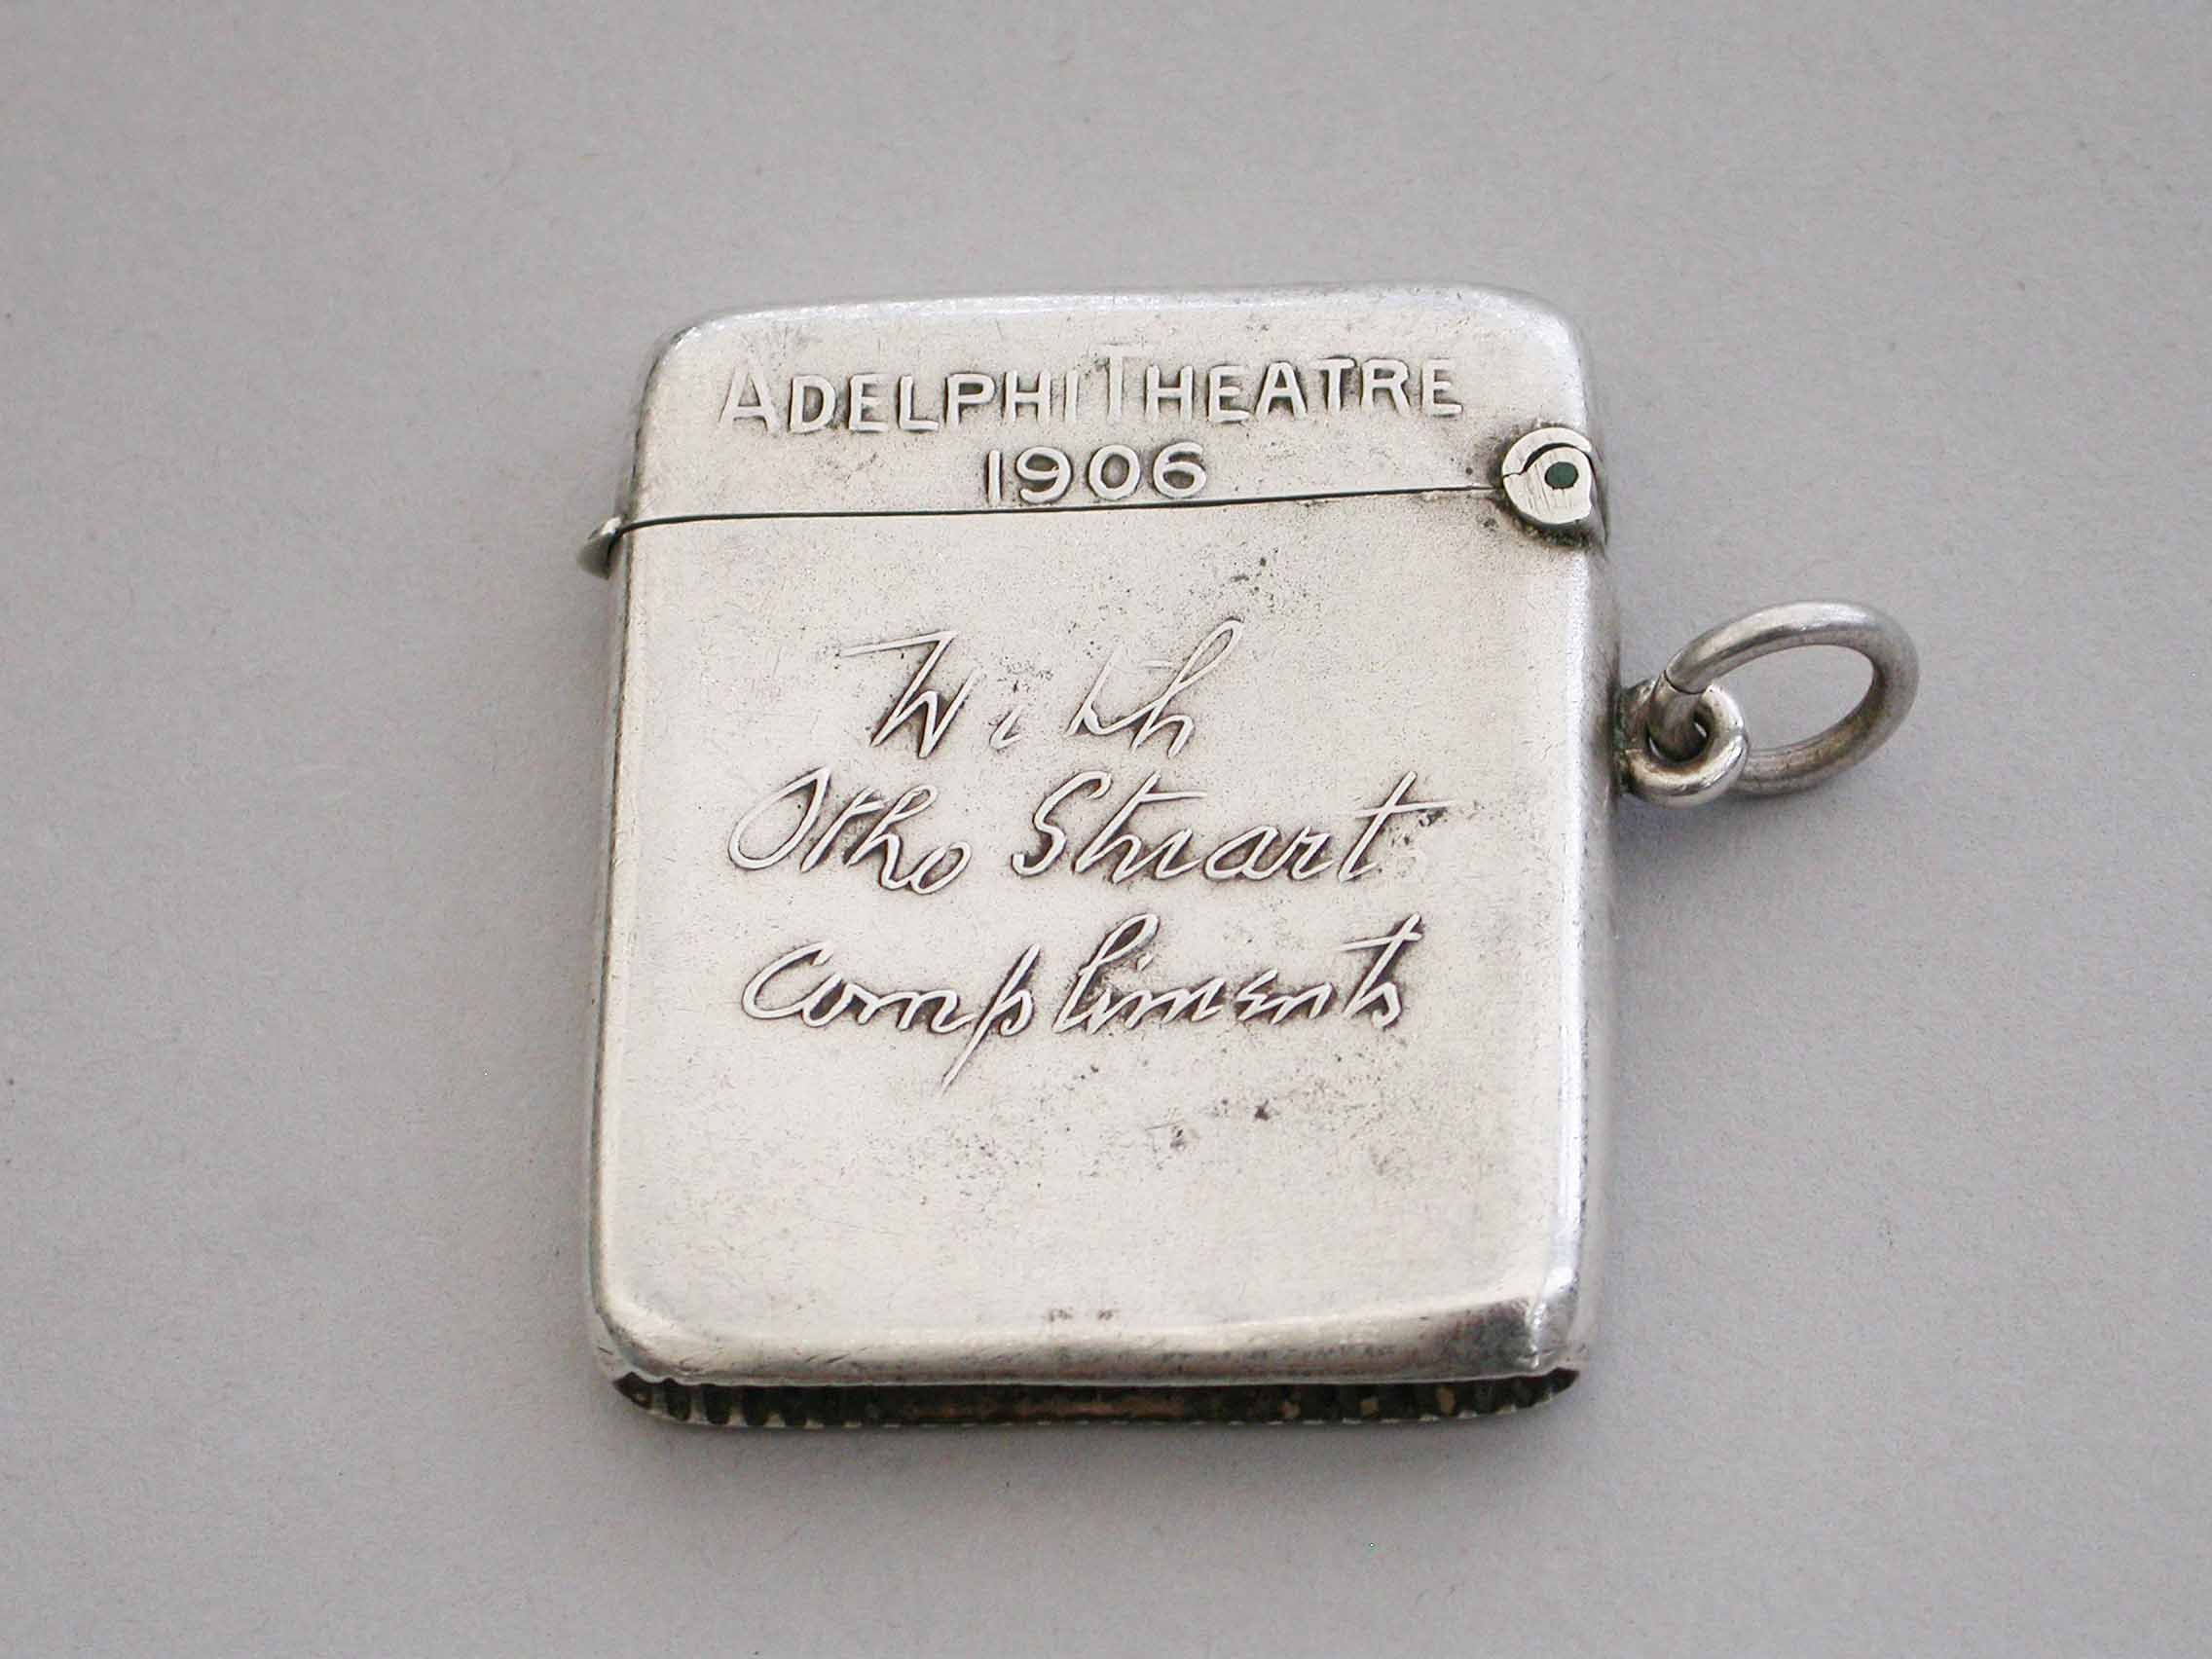 ADELPHI THEATRE
1906
With
Otho Stuart
Compliments